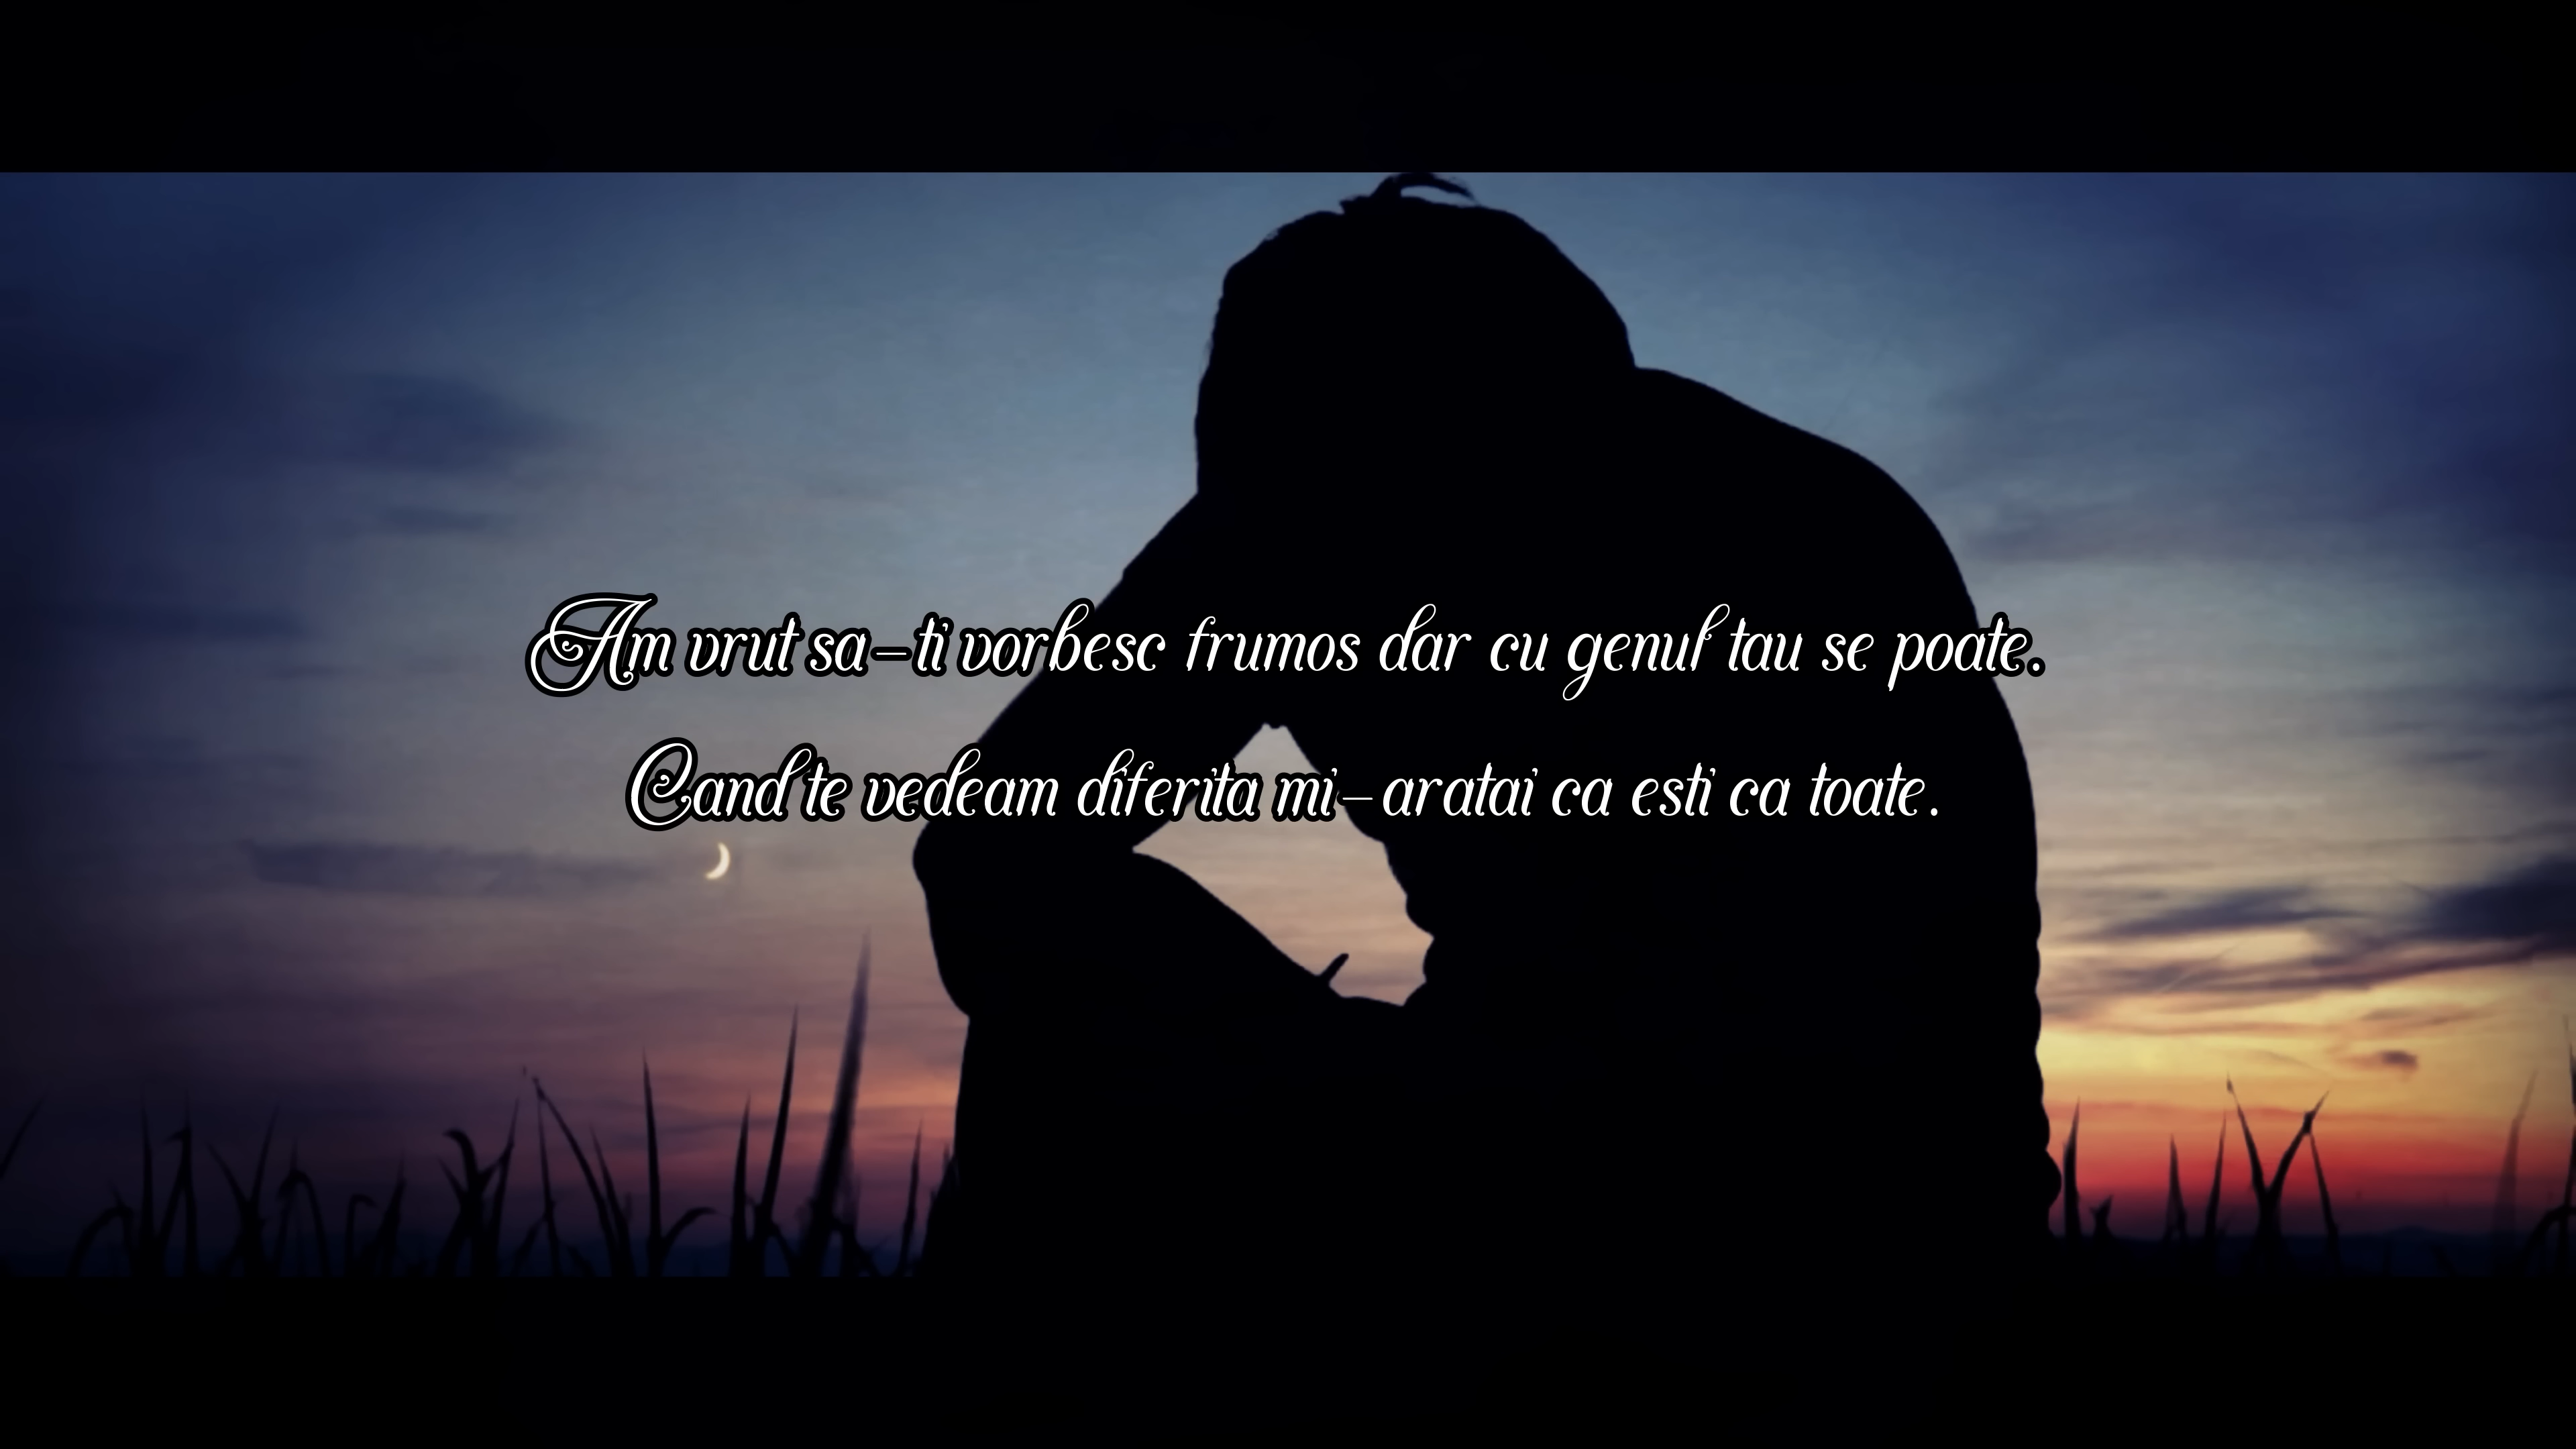 Am vrut sa-ti vorbesc frumos dar cu genul tau se poate.
Cand te vedeam diferita mi-aratai ca esti ca toate.